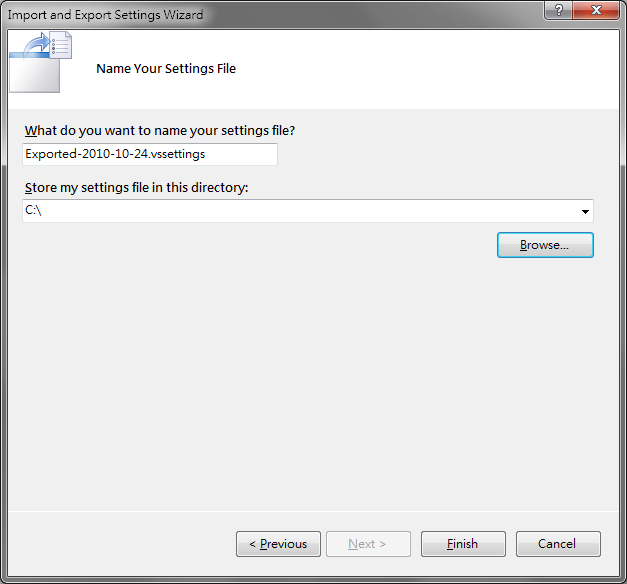 Import and Export Settings Wizard
?
Name Your Settings File
What do you want to name your settings file?
Exported-2010-10-24.vssettings
Store my settings file in this directory:
C:\
Browse...
< Previous
Next >
Finish
Cancel